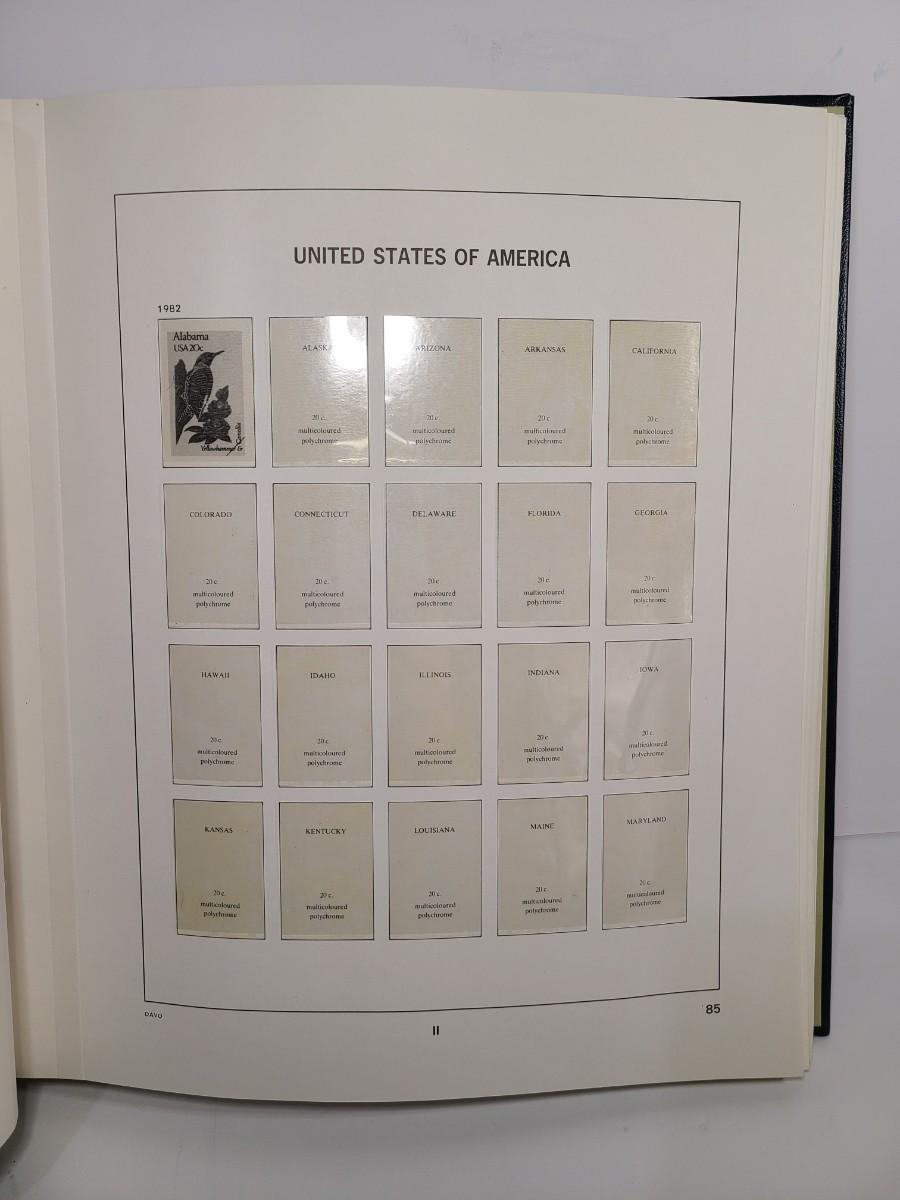 UNITED STATES OF AMERICA
1982
Alabama
USA 20c
Yellowhammer &
Camellia
ALASKA
20 c.
multicoloured
polychrome
ARIZONA
20 c.
multicoloured
polychrome
ARKANSAS
20 c.
multicoloured
polychrome
CALIFORNIA
20 c.
multicoloured
polychrome
COLORADO
20 c.
multicoloured
polychrome
CONNECTICUT
20 c.
multicoloured
polychrome
DELAWARE
20 c.
multicoloured
polychrome
FLORIDA
20 c.
multicoloured
polychrome
GEORGIA
20 c.
multicoloured
polychrome
HAWAII
20 c.
multicoloured
polychrome
IDAHO
20 c.
multicoloured
polychrome
ILLINOIS
20 c.
multicoloured
polychrome
INDIANA
20 c.
multicoloured
polychrome
IOWA
20 c.
multicoloured
polychrome
KANSAS
20 c.
multicoloured
polychrome
KENTUCKY
20 c.
multicoloured
polychrome
LOUISIANA
20 c.
multicoloured
polychrome
MAINE
20 c.
multicoloured
polychrome
MARYLAND
20 c.
multicoloured
polychrome
DAVO
II
85